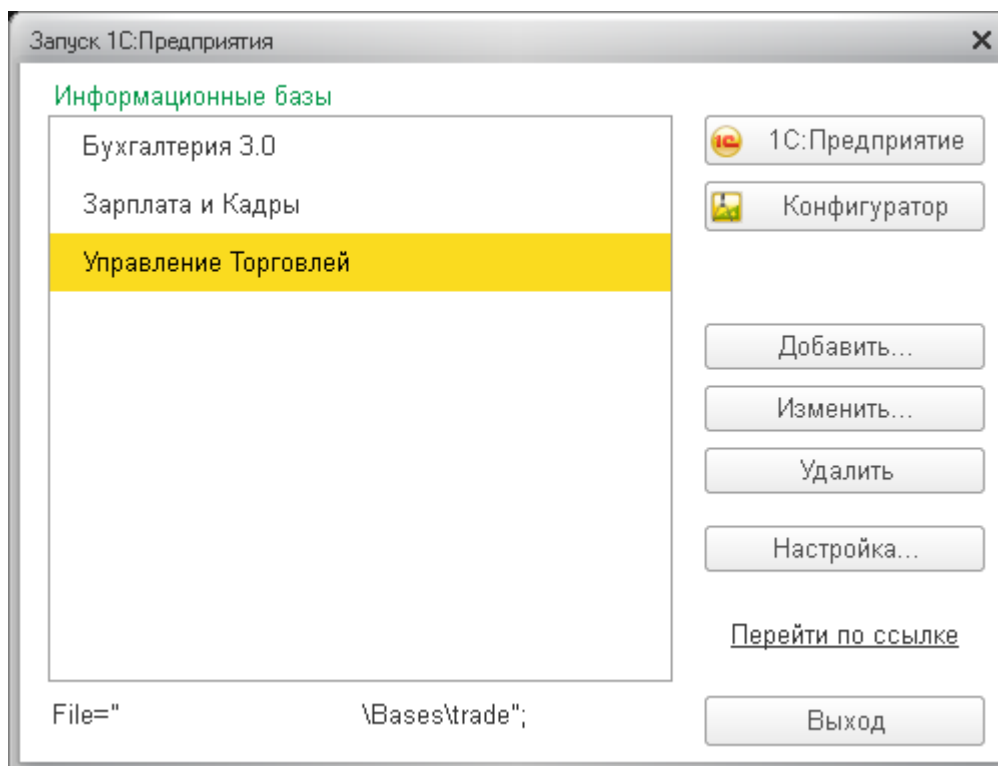 Запуск 1С:Предприятия
Информационные базы
Бухгалтерия 3.0
Зарплата и Кадры
Управление Торговлей
1С:Предприятие
Конфигуратор
Добавить...
Изменить...
Удалить
Настройка...
Перейти по ссылке
File=" \Bases\trade";
Выход